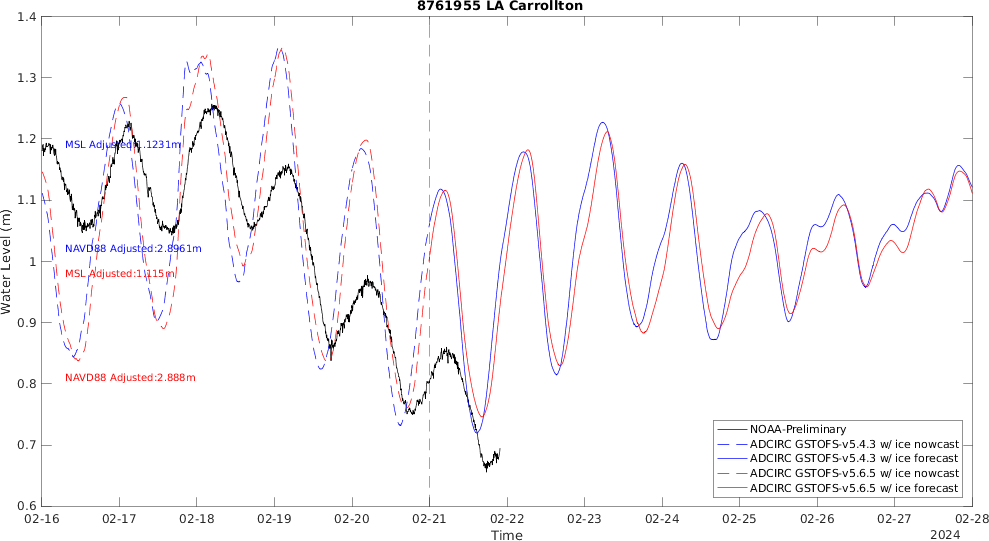 8761955 LA Carrollton
1.4
1.3
1.2
1.1
1
0.9
0.8
0.7
0.6
Water Level (m)
MSL Adjusted:1.1231m
NAVD88 Adjusted:2.8961m
MSL Adjusted:1.115m
NAVD88 Adjusted:2.888m
NOAA-Preliminary
ADCIRC GSTOFS-v5.4.3 w/ ice nowcast
ADCIRC GSTOFS-v5.4.3 w/ ice forecast
ADCIRC GSTOFS-v5.6.5 w/ ice nowcast
ADCIRC GSTOFS-v5.6.5 w/ ice forecast
02-16 02-17 02-18 02-19 02-20 02-21 02-22 02-23 02-24 02-25 02-26 02-27 02-28
Time
2024